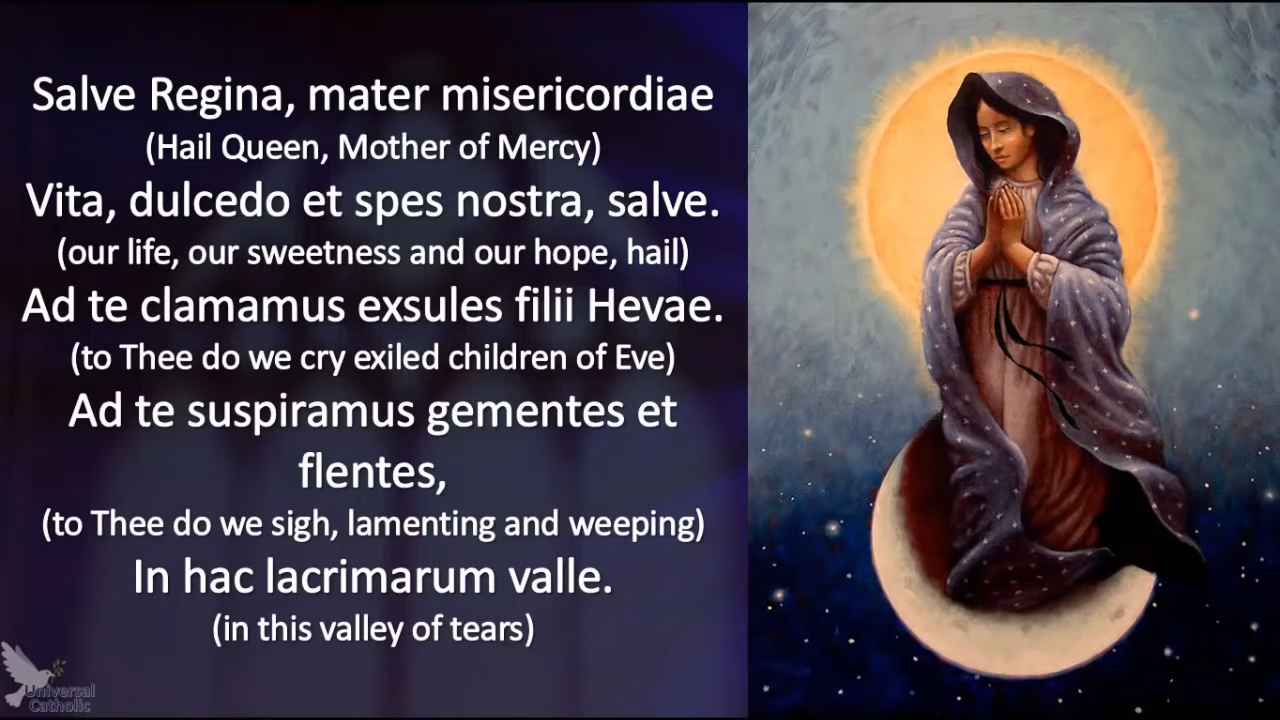 Salve Regina, mater misericordiae
(Hail Queen, Mother of Mercy)
Vita, dulcedo et spes nostra, salve.
(our life, our sweetness and our hope, hail)
Ad te clamamus exsules filii Hevae.
(to Thee do we cry exiled children of Eve)
Ad te suspiramus gementes et
flentes,
(to Thee do we sigh, lamenting and weeping)
In hac lacrimarum valle.
(in this valley of tears)
Universal
Catholic